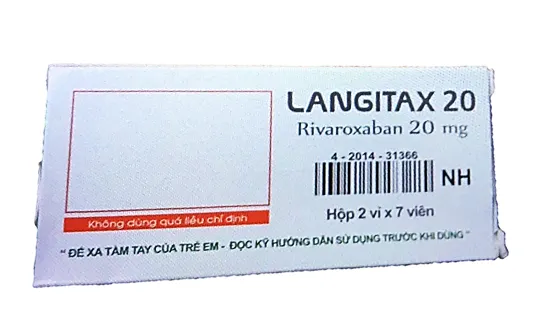 LANGITAX 20
Rivaroxaban 20 mg
4 - 2014 - 31366
NH
Hộp 2 vỉ x 7 viên
Không dùng quá liều chỉ định
" ĐỂ XA TẦM TAY CỦA TRẺ EM - ĐỌC KỸ HƯỚNG DẪN SỬ DỤNG TRƯỚC KHI DÙNG "